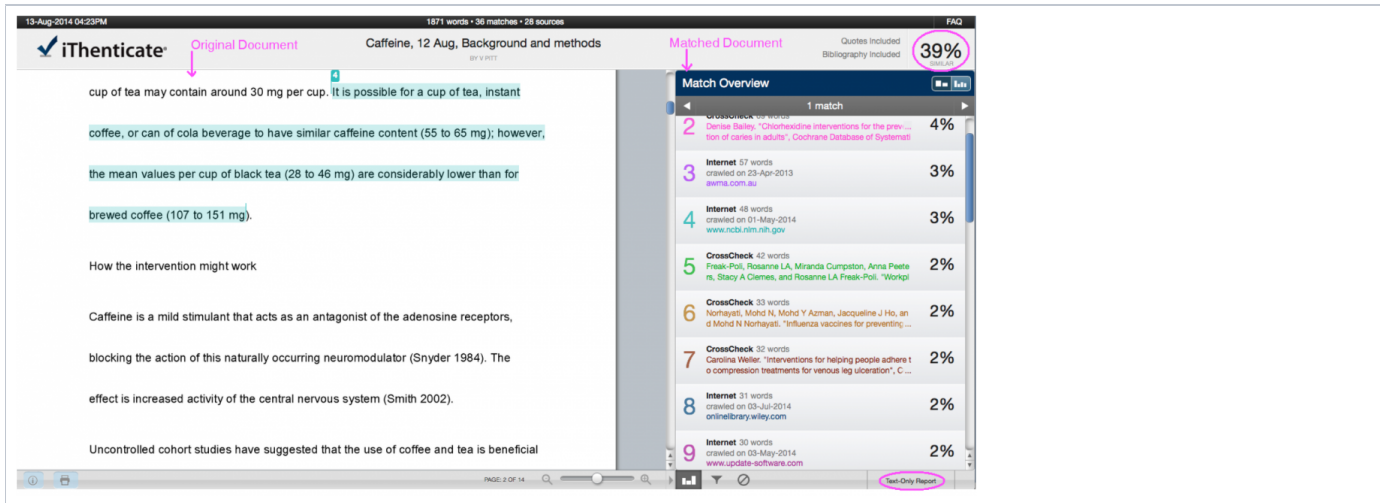 13-Aug-2014 04:23PM
1871 words • 36 matches • 28 sources
FAQ
iThenticate®
Original Document
Caffeine, 12 Aug, Background and methods
BY V PITT
Matched Document
Quotes Included
Bibliography Included
39%
SIMILAR
4
cup of tea may contain around 30 mg per cup. It is possible for a cup of tea, instant
coffee, or can of cola beverage to have similar caffeine content (55 to 65 mg); however,
the mean values per cup of black tea (28 to 46 mg) are considerably lower than for
brewed coffee (107 to 151 mg).
How the intervention might work
Caffeine is a mild stimulant that acts as an antagonist of the adenosine receptors,
blocking the action of this naturally occurring neuromodulator (Snyder 1984). The
effect is increased activity of the central nervous system (Smith 2002).
Uncontrolled cohort studies have suggested that the use of coffee and tea is beneficial
PAGE: 2 OF 14
Match Overview
1 match
2
CrossCheck 69 words
Denise Bailey. "Chlorhexidine interventions for the prev-...
tion of caries in adults", Cochrane Database of Systemati
4%
3
Internet 57 words
crawled on 23-Apr-2013
awma.com.au
3%
4
Internet 48 words
crawled on 01-May-2014
www.ncbi.nlm.nih.gov
3%
5
CrossCheck 42 words
Freak-Poli, Rosanne LA, Miranda Cumpston, Anna Peete
rs, Stacy A Clemes, and Rosanne LA Freak-Poli. "Workpl
2%
6
CrossCheck 33 words
Norhayati, Mohd N, Mohd Y Azman, Jacqueline J Ho, an
d Mohd N Norhayati. "Influenza vaccines for preventing ...
2%
7
CrossCheck 32 words
Carolina Weller. "Interventions for helping people adhere t
o compression treatments for venous leg ulceration", C ...
2%
8
Internet 31 words
crawled on 03-Jul-2014
onlinelibrary.wiley.com
2%
9
Internet 30 words
crawled on 03-May-2014
www.update-software.com
2%
Text-Only Report